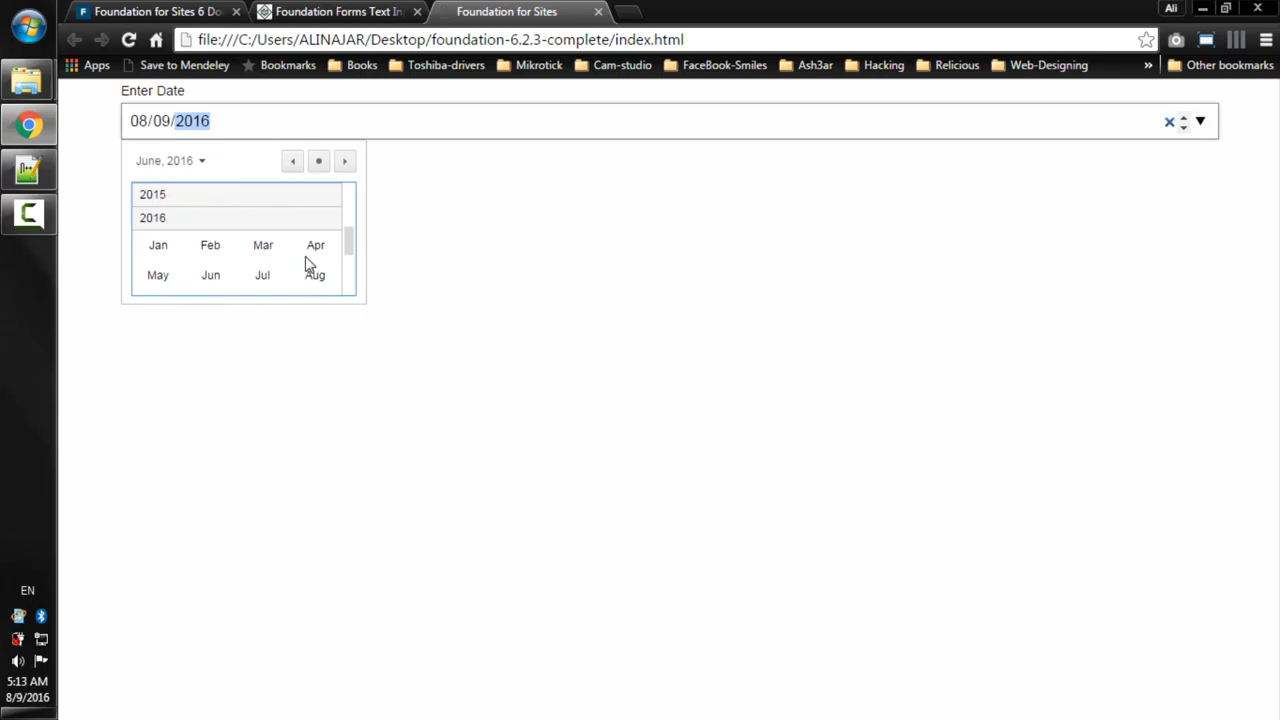 Foundation for Sites 6 Do
Foundation Forms Text In
Foundation for Sites
Ali
file:///C:/Users/ALINAJAR/Desktop/foundation-6.2.3-complete/index.html
Apps
Save to Mendeley
Bookmarks
Books
Toshiba-drivers
Mikrotick
Cam-studio
FaceBook-Smiles
Ash3ar
Hacking
Relicious
Web-Designing
»
Other bookmarks
Enter Date
08/09/2016
June, 2016
2015
2016
Jan Feb Mar Apr
May Jun Jul Aug
EN
5:13 AM
8/9/2016